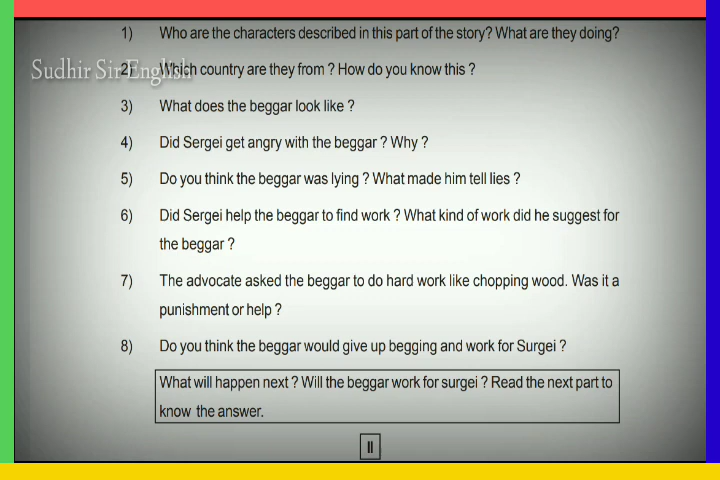 1) Who are the characters described in this part of the story? What are they doing?
Sudhir Sir English
2) Which country are they from ? How do you know this ?
3) What does the beggar look like ?
4) Did Sergei get angry with the beggar ? Why ?
5) Do you think the beggar was lying ? What made him tell lies ?
6) Did Sergei help the beggar to find work ? What kind of work did he suggest for
the beggar ?
7) The advocate asked the beggar to do hard work like chopping wood. Was it a
punishment or help ?
8) Do you think the beggar would give up begging and work for Surgei ?
What will happen next ? Will the beggar work for surgei ? Read the next part to
know the answer.
II